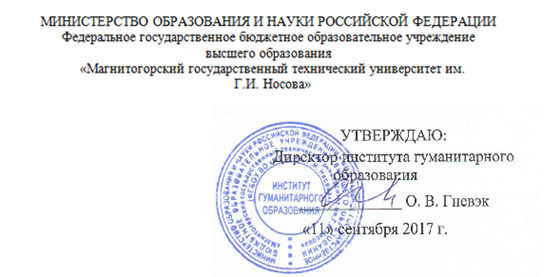 МИНИСТЕРСТВО ОБРАЗОВАНИЯ И НАУКИ РОССИЙСКОЙ ФЕДЕРАЦИИ
Федеральное государственное бюджетное образовательное учреждение
высшего образования
«Магнитогорский государственный технический университет им.
Г.И. Носова»
УТВЕРЖДАЮ:
Директор института гуманитарного
образования
О. В. Гневэк
«11» сентября 2017 г.
ИНСТИТУТ
ГУМАНИТАРНОГО
ОБРАЗОВАНИЯ